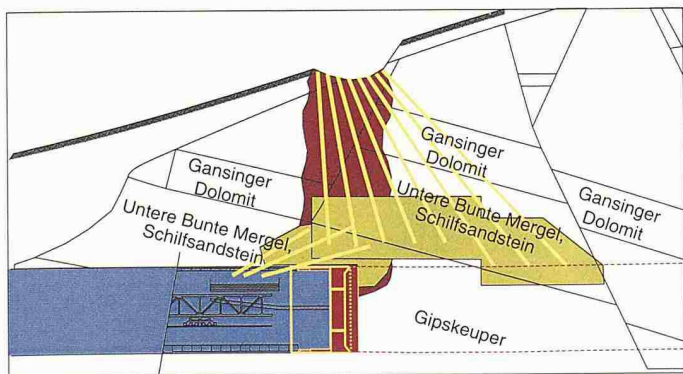 Gansinger
Dolomit
Gansinger
Dolomit
Gansinger
Dolomit
Untere Bunte Mergel,
Schilfsandstein
Untere Bunte Mergel,
Schilfsandstein
Gipskeuper